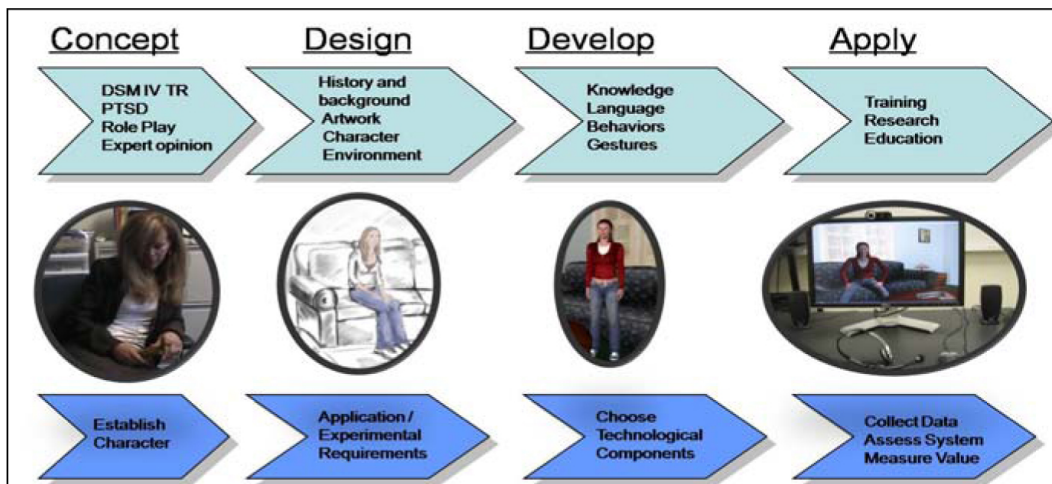 Concept
Design
Develop
Apply
DSM IV TR
PTSD
Role Play
Expert opinion
History and
background
Artwork
Character
Environment
Knowledge
Language
Behaviors
Gestures
Training
Research
Education
Establish
Character
Application /
Experimental
Requirements
Choose
Technological
Components
Collect Data
Assess System
Measure Value